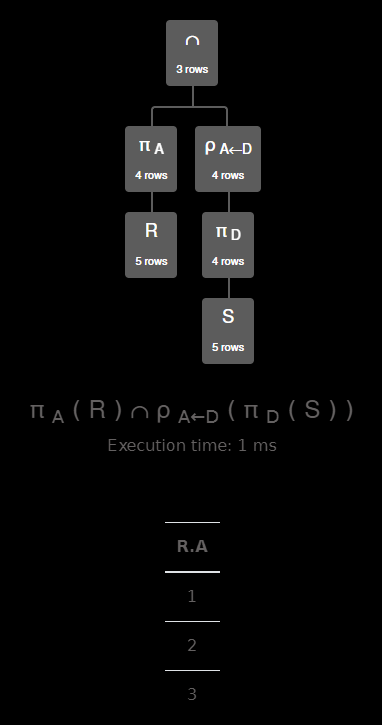 ∩
3 rows
π A
ρ A←D
4 rows
4 rows
R
π D
5 rows
4 rows
S
5 rows
π A ( R ) ∩ ρ A←D ( π D ( S ) )
Execution time: 1 ms
R.A
1
2
3